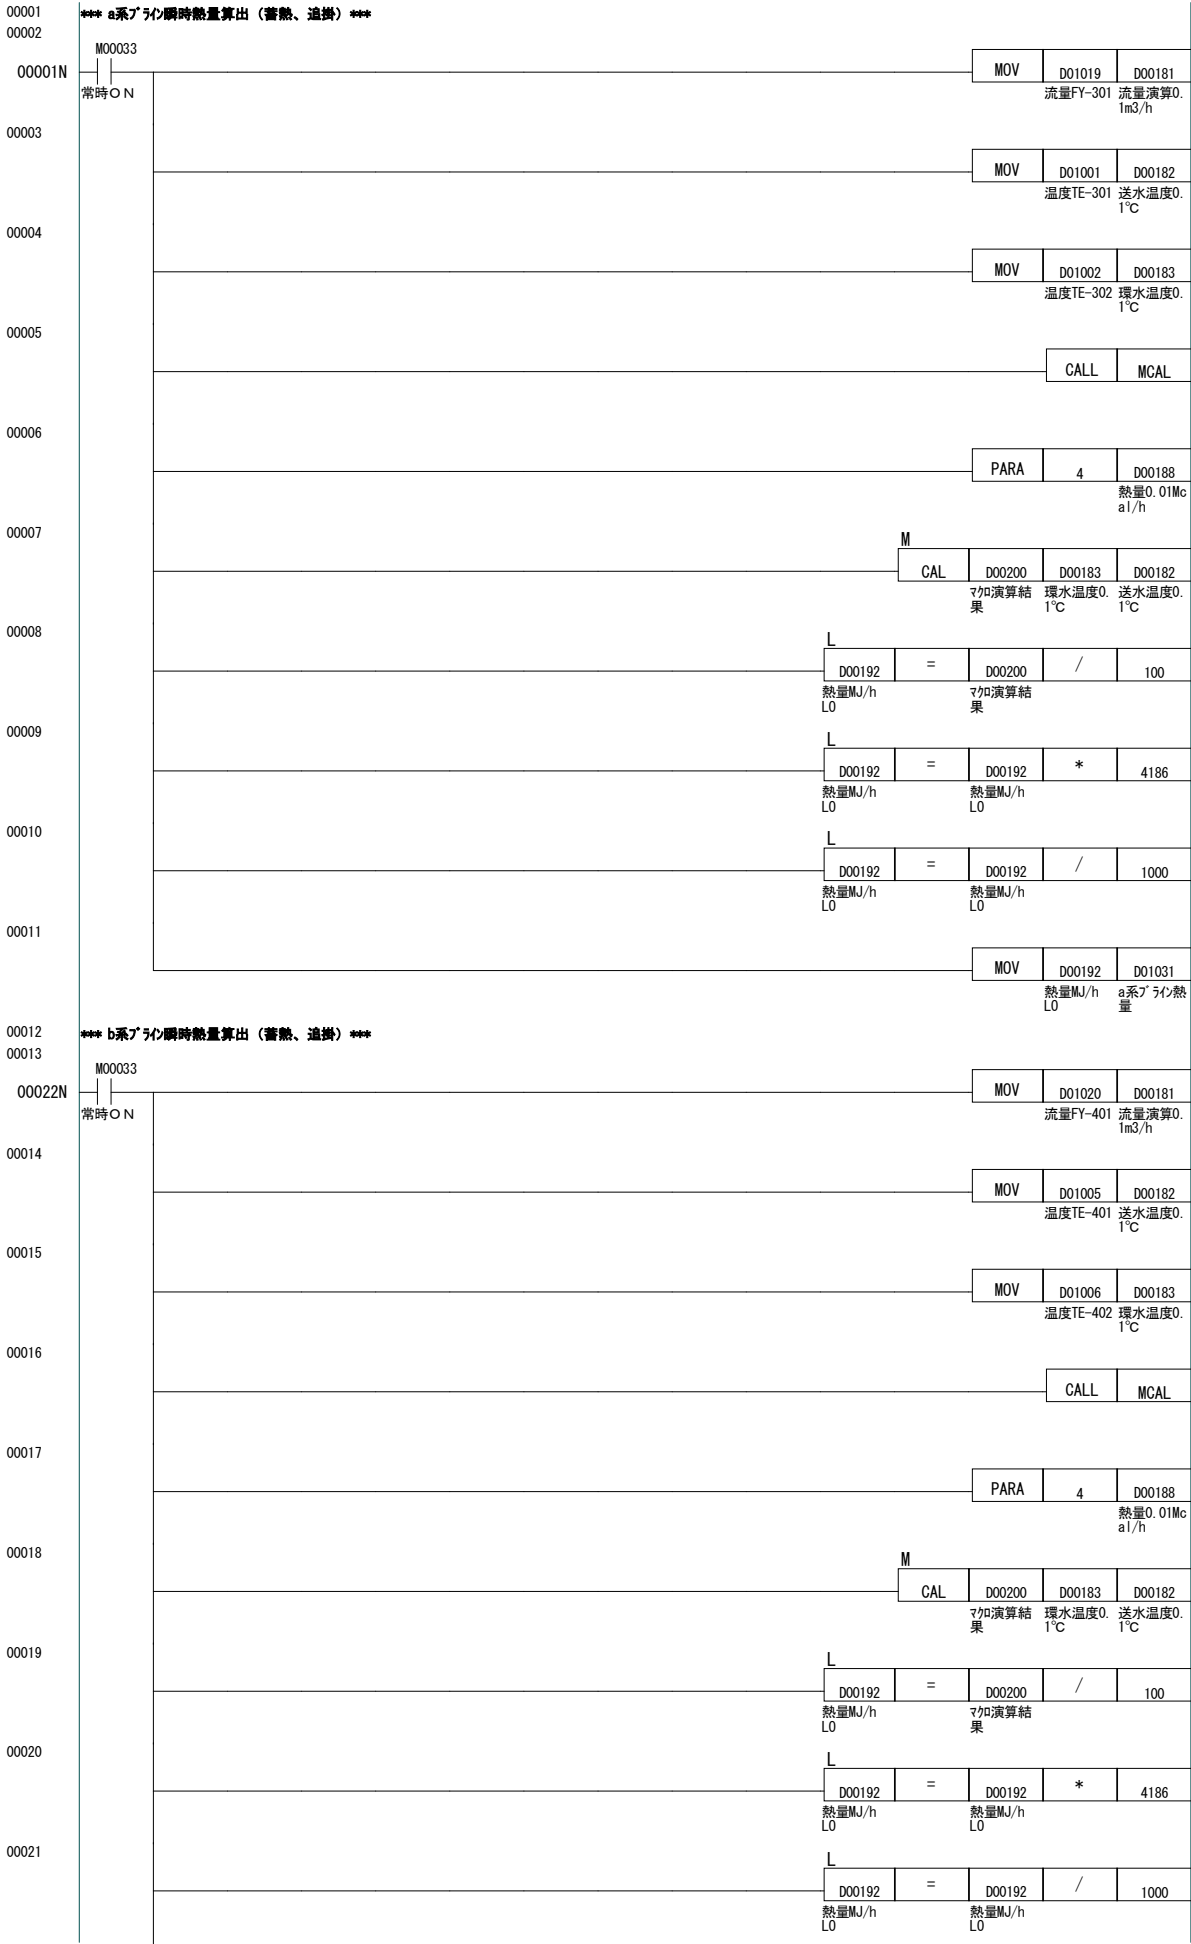 00001
*** a系ﾌﾞﾗｲﾝ瞬時熱量算出（蓄熱、追掛）***
00002
M00033
00001N
MOV D01019 D00181
常時ＯＮ
流量FY-301 流量演算0.
1m3/h
00003
MOV D01001 D00182
温度TE-301 送水温度0.
1℃
00004
MOV D01002 D00183
温度TE-302 環水温度0.
1℃
00005
CALL MCAL
00006
PARA 4 D00188
熱量0.01Mc
al/h
00007
M
CAL D00200 D00183 D00182
ﾏｸﾛ演算結 環水温度0. 送水温度0.
果 1℃ 1℃
00008
L
D00192 = D00200 / 100
熱量MJ/h ﾏｸﾛ演算結
LO 果
00009
L
D00192 = D00192 * 4186
熱量MJ/h 熱量MJ/h
LO LO
00010
L
D00192 = D00192 / 1000
熱量MJ/h 熱量MJ/h
LO LO
00011
MOV D00192 D01031
熱量MJ/h a系ﾌﾞﾗｲﾝ熱
LO 量
00012
*** b系ﾌﾞﾗｲﾝ瞬時熱量算出（蓄熱、追掛）***
00013
M00033
00022N
MOV D01020 D00181
常時ＯＮ
流量FY-401 流量演算0.
1m3/h
00014
MOV D01005 D00182
温度TE-401 送水温度0.
1℃
00015
MOV D01006 D00183
温度TE-402 環水温度0.
1℃
00016
CALL MCAL
00017
PARA 4 D00188
熱量0.01Mc
al/h
00018
M
CAL D00200 D00183 D00182
ﾏｸﾛ演算結 環水温度0. 送水温度0.
果 1℃ 1℃
00019
L
D00192 = D00200 / 100
熱量MJ/h ﾏｸﾛ演算結
LO 果
00020
L
D00192 = D00192 * 4186
熱量MJ/h 熱量MJ/h
LO LO
00021
L
D00192 = D00192 / 1000
熱量MJ/h 熱量MJ/h
LO LO